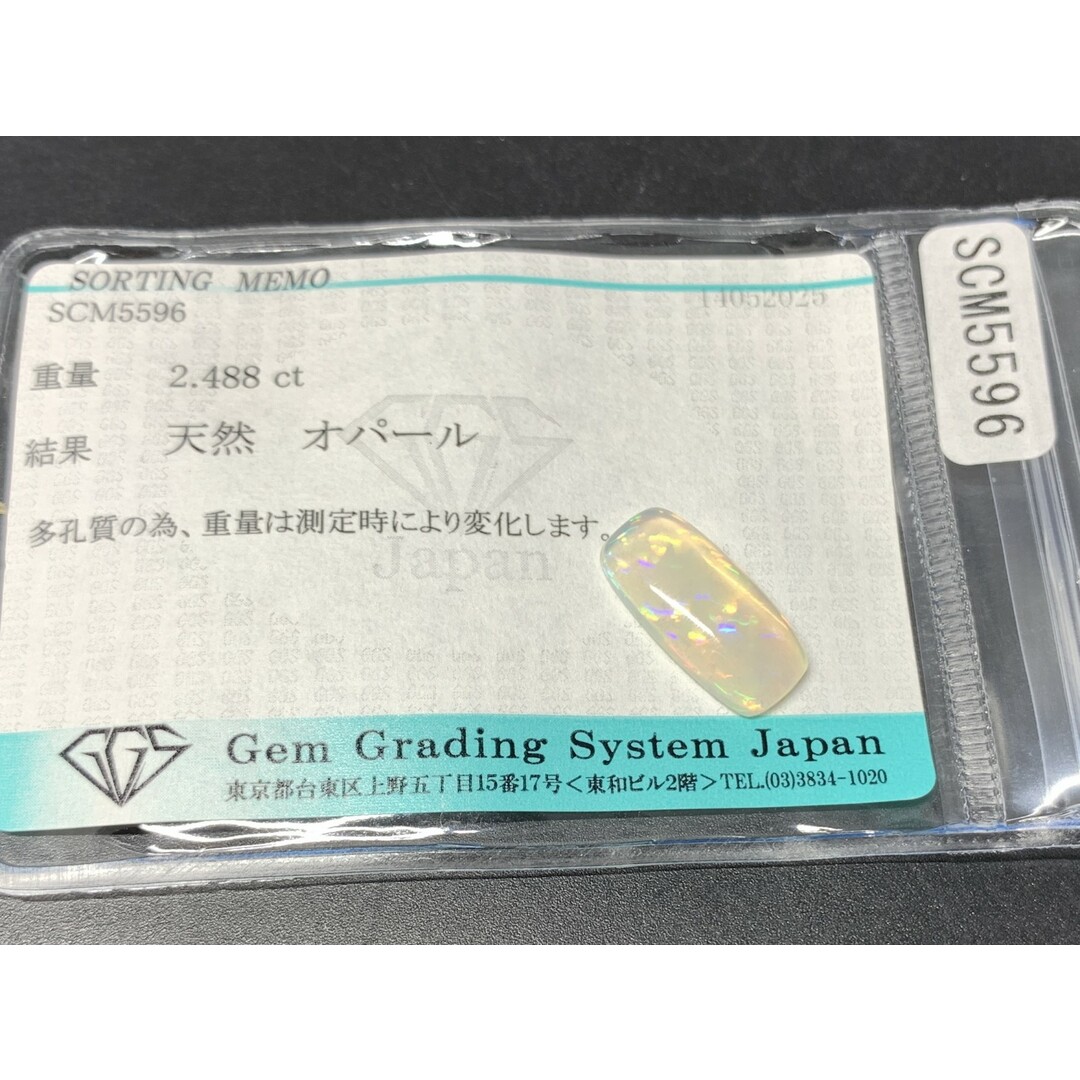 SORTING MEMO
SCM5596
14052025
重量 2.488 ct
結果 天然 オパール
多孔質の為、重量は測定時により変化します。
Japan
GGS
Gem Grading System Japan
東京都台東区上野五丁目15番17号＜東和ビル2階＞TEL.(03)3834-1020
SCM5596